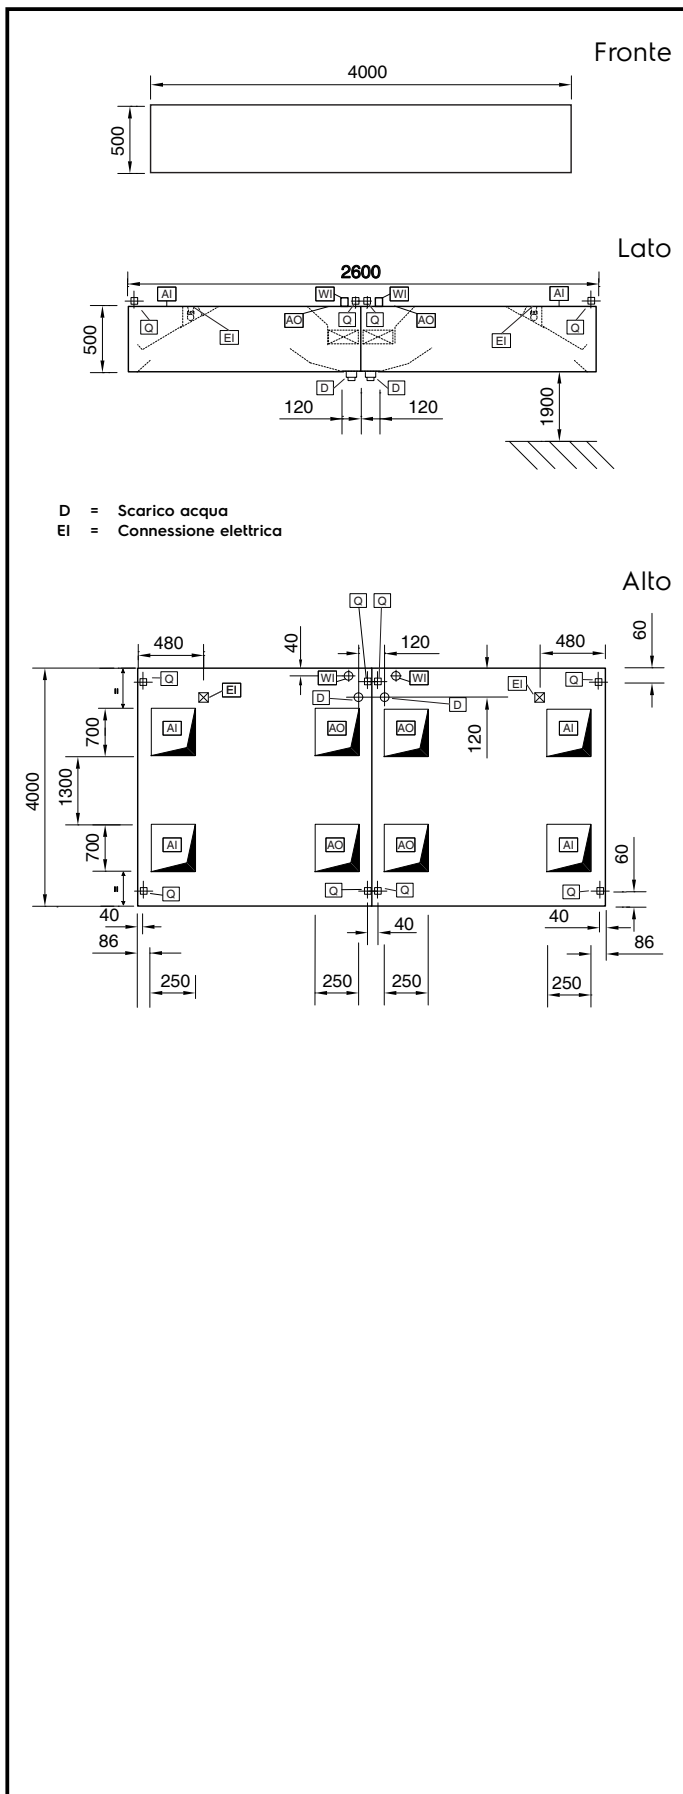 Fronte
4000
500
Lato
2600
AI
WI
WI
AI
Q
EI
AO
Q
Q
AO
EI
Q
500
D
D
120
120
1900
D = Scarico acqua
EI = Connessione elettrica
Alto
Q
Q
480
40
120
480
60
Q
EI
WI
WI
EI
Q
=
D
D
700
AI
AO
AO
AI
120
4000
1300
700
AI
AO
AO
AI
60
=
Q
Q
Q
Q
40
40
40
86
86
250
250
250
250